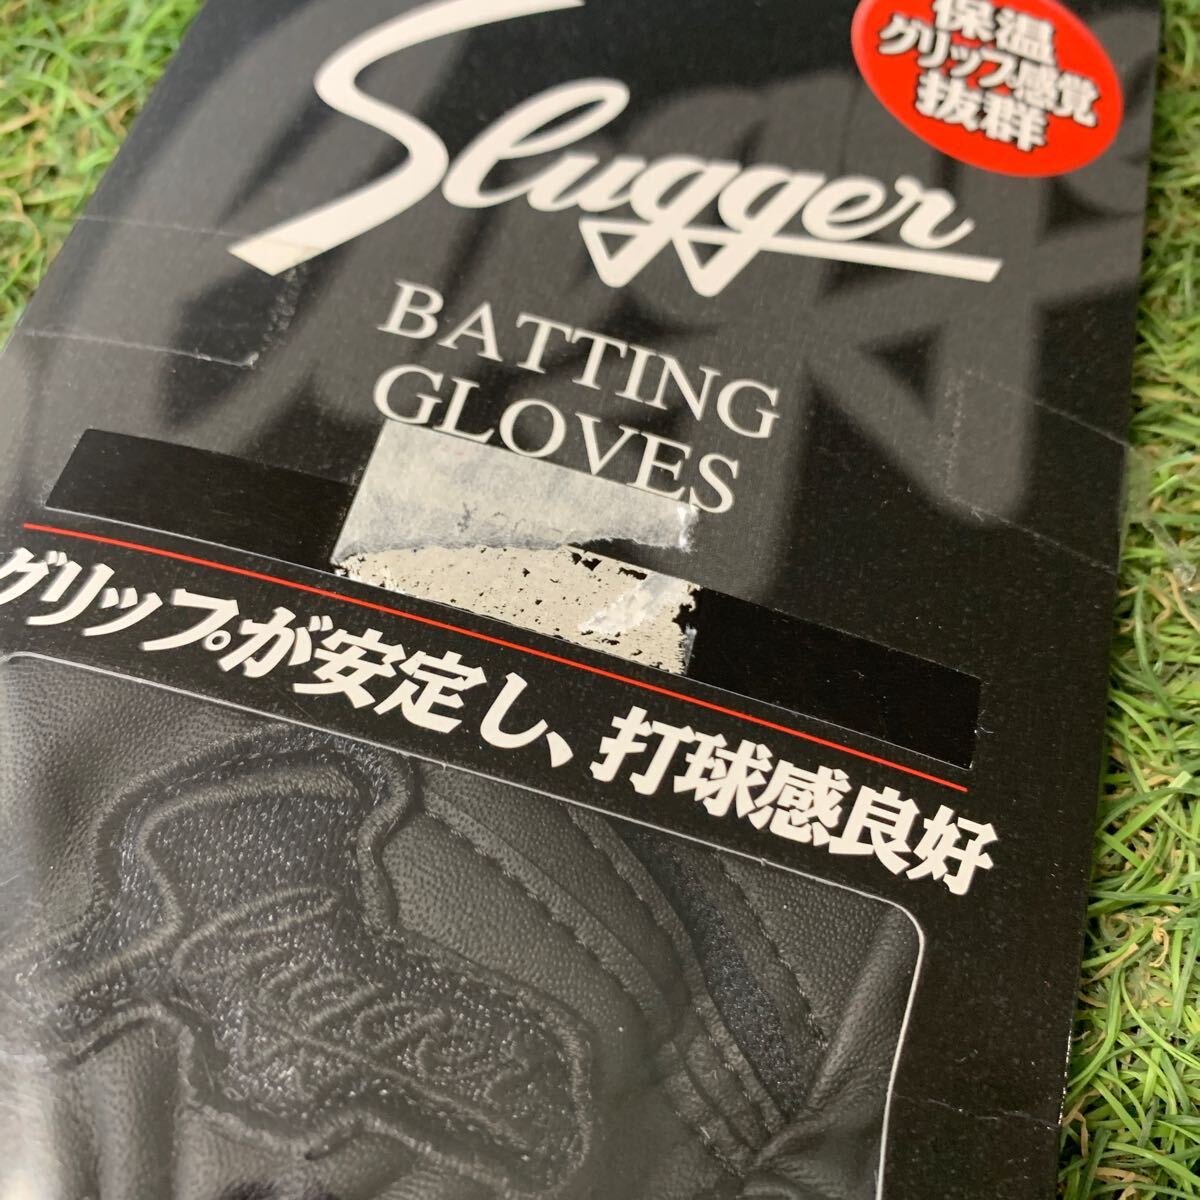 保温
グリップ感覚
抜群
Slugger
BATTING
GLOVES
グリップが安定し、打球感良好